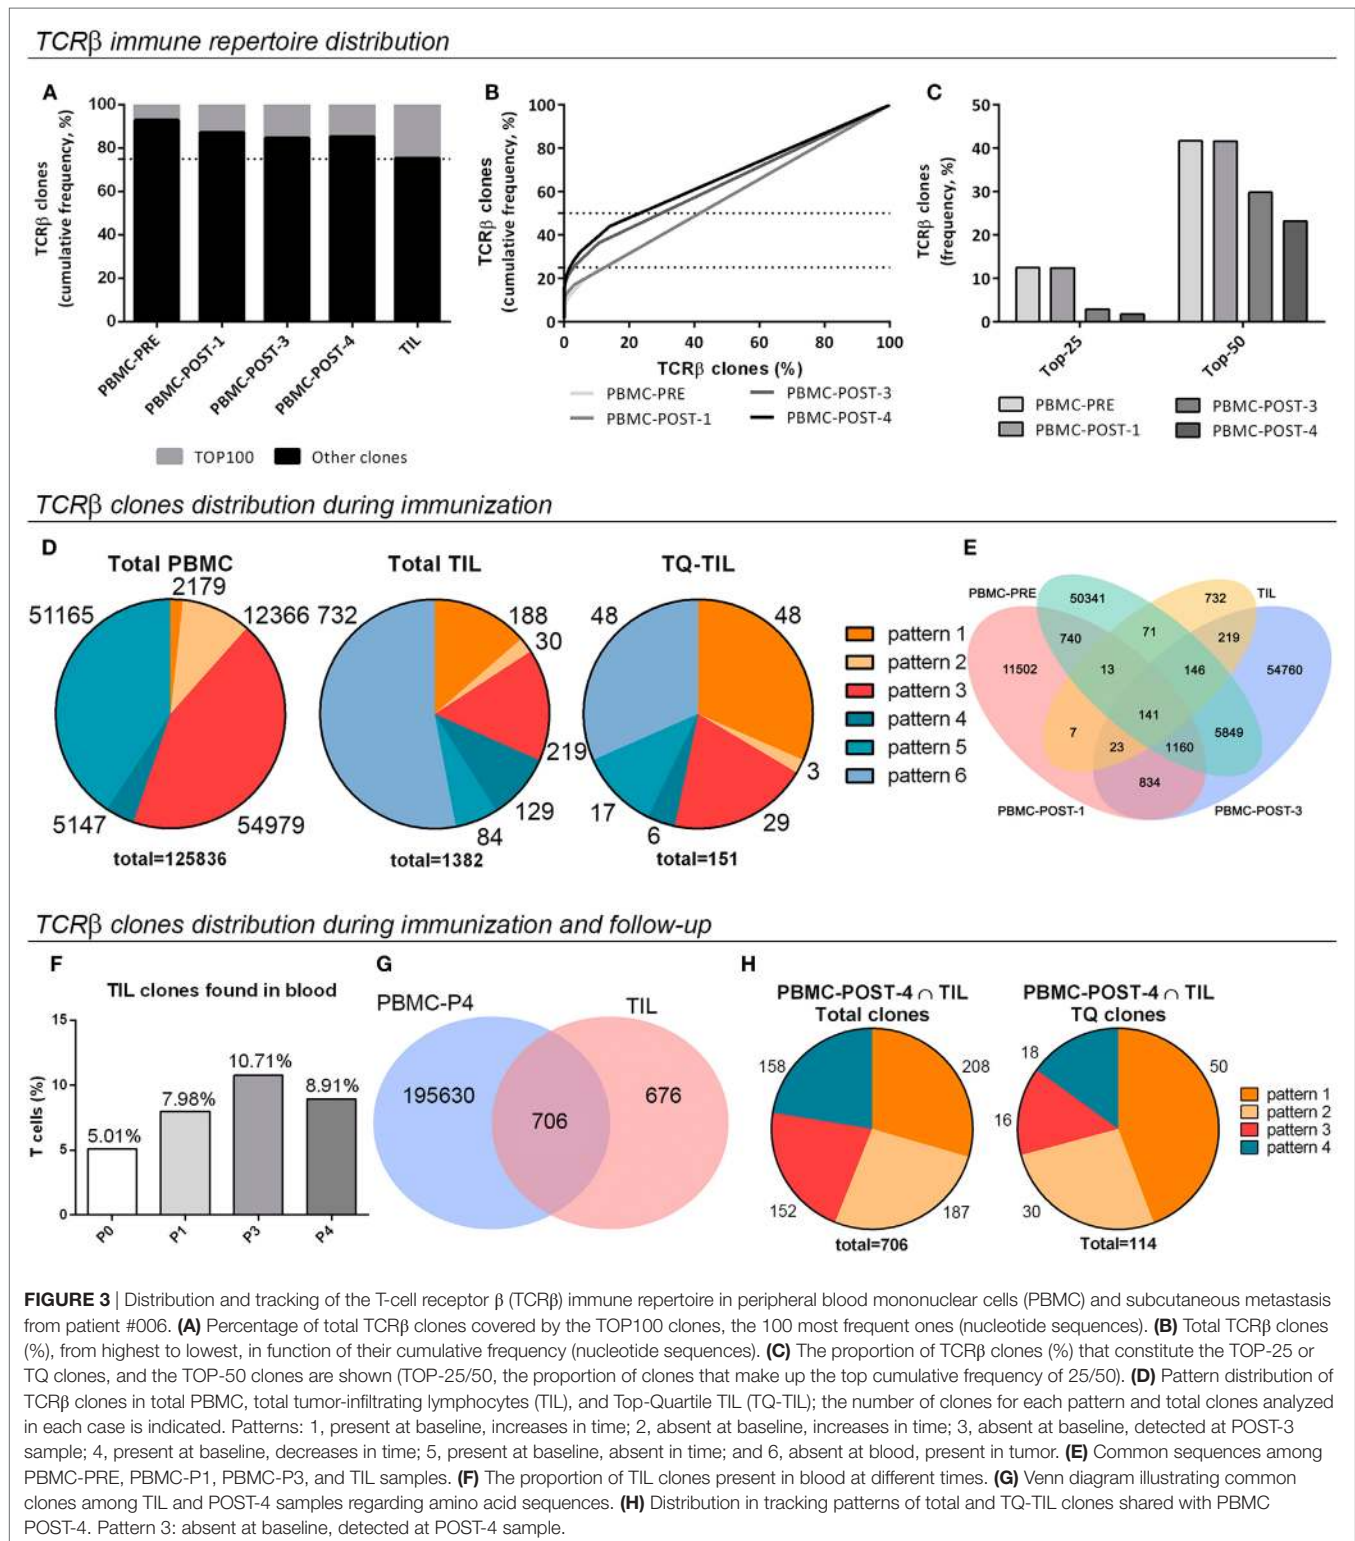 TCRβ immune repertoire distribution
A
TCRβ clones
(cumulative frequency, %)
100
80
60
40
20
0
PBMC-PRE
PBMC-POST-1
PBMC-POST-3
PBMC-POST-4
TIL
TOP100
Other clones
B
TCRβ clones
(cumulative frequency, %)
100
80
60
40
20
0
0 20 40 60 80 100
TCRβ clones (%)
PBMC-PRE
PBMC-POST-3
PBMC-POST-1
PBMC-POST-4
C
TCRβ clones
(frequency, %)
50
40
30
20
10
0
Top-25
Top-50
PBMC-PRE
PBMC-POST-3
PBMC-POST-1
PBMC-POST-4
TCRβ clones distribution during immunization
D
Total PBMC
2179
51165
12366
5147
54979
total=125836
Total TIL
732
188
30
219
129
84
total=1382
TQ-TIL
48
48
3
17
29
6
total=151
pattern 1
pattern 2
pattern 3
pattern 4
pattern 5
pattern 6
E
PBMC-PRE
TIL
50341
732
740
71
219
11502
13
146
54760
141
7
23
1160
5849
834
PBMC-POST-1
PBMC-POST-3
TCRβ clones distribution during immunization and follow-up
F
TIL clones found in blood
T cells (%)
15
10
5
0
5.01%
7.98%
10.71%
8.91%
P0
P1
P3
P4
G
PBMC-P4
TIL
195630
706
676
H
PBMC-POST-4 ∩ TIL
Total clones
158
208
152
187
total=706
PBMC-POST-4 ∩ TIL
TQ clones
18
50
16
30
Total=114
pattern 1
pattern 2
pattern 3
pattern 4
FIGURE 3 | Distribution and tracking of the T-cell receptor β (TCRβ) immune repertoire in peripheral blood mononuclear cells (PBMC) and subcutaneous metastasis
from patient #006. (A) Percentage of total TCRβ clones covered by the TOP100 clones, the 100 most frequent ones (nucleotide sequences). (B) Total TCRβ clones
(%), from highest to lowest, in function of their cumulative frequency (nucleotide sequences). (C) The proportion of TCRβ clones (%) that constitute the TOP-25 or
TQ clones, and the TOP-50 clones are shown (TOP-25/50, the proportion of clones that make up the top cumulative frequency of 25/50). (D) Pattern distribution of
TCRβ clones in total PBMC, total tumor-infiltrating lymphocytes (TIL), and Top-Quartile TIL (TQ-TIL); the number of clones for each pattern and total clones analyzed
in each case is indicated. Patterns: 1, present at baseline, increases in time; 2, absent at baseline, increases in time; 3, absent at baseline, detected at POST-3
sample; 4, present at baseline, decreases in time; 5, present at baseline, absent in time; and 6, absent at blood, present in tumor. (E) Common sequences among
PBMC-PRE, PBMC-P1, PBMC-P3, and TIL samples. (F) The proportion of TIL clones present in blood at different times. (G) Venn diagram illustrating common
clones among TIL and POST-4 samples regarding amino acid sequences. (H) Distribution in tracking patterns of total and TQ-TIL clones shared with PBMC
POST-4. Pattern 3: absent at baseline, detected at POST-4 sample.